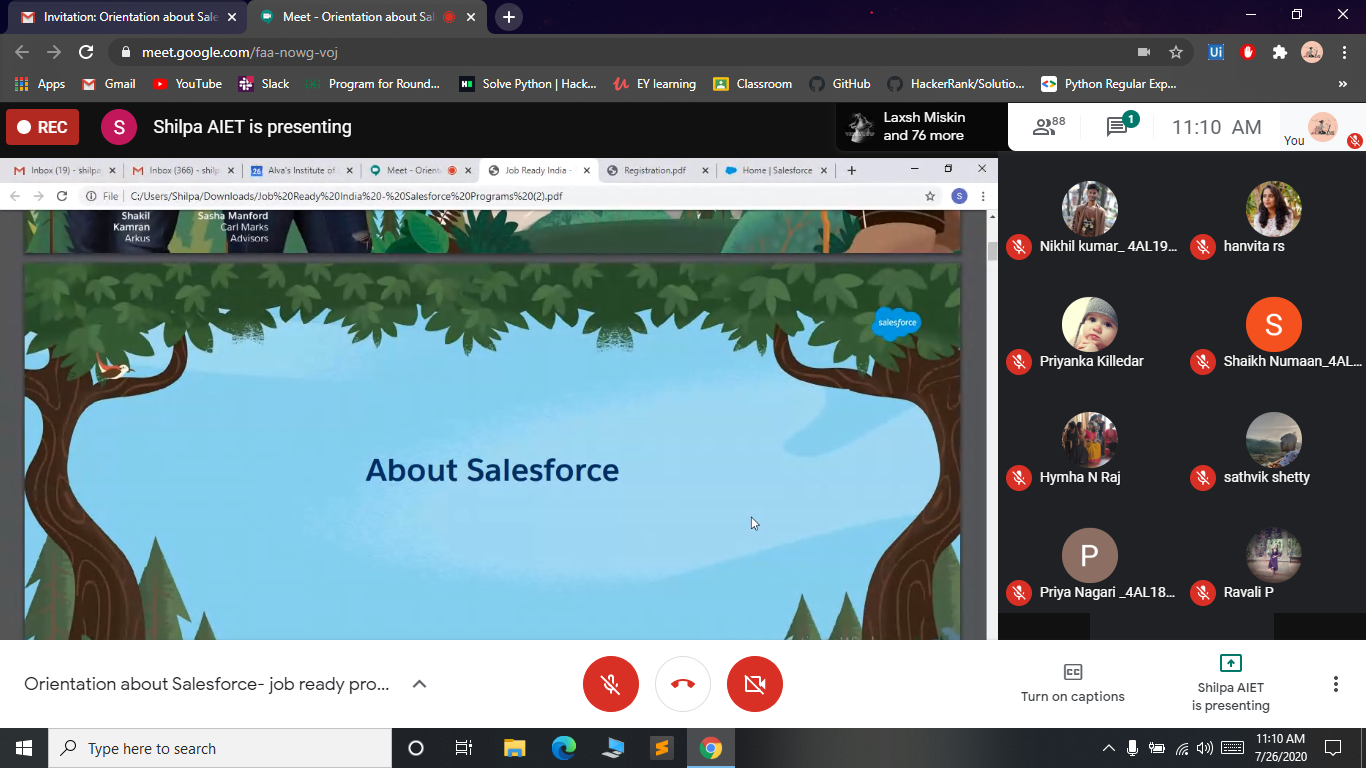 Invitation: Orientation about Sale
Meet - Orientation about Sal
meet.google.com/faa-nowg-voj
Apps
Gmail
YouTube
Slack
Program for Round...
Solve Python | Hack...
EY learning
Classroom
GitHub
HackerRank/Solutio...
Python Regular Exp...
»
REC
S
Shilpa AIET is presenting
Laxsh Miskin
and 76 more
88
1
11:10 AM
You
Inbox (19) - shilpa
Inbox (366) - shilp
26
Alva's Institute of
Meet - Orient
Job Ready India -
Registration.pdf
Home | Salesforce
File
C:/Users/Shilpa/Downloads/Job%20Ready%20India%20-%20Salesforce%20Programs%20(2).pdf
S
Shakil
Kamran
Arkus
Sasha Manford
Carl Marks
Advisors
salesforce
About Salesforce
Nikhil kumar_ 4AL19...
hanvita rs
Priyanka Killedar
S
Shaikh Numaan_4AL...
Hymha N Raj
sathvik shetty
P
Priya Nagari _4AL18...
Ravali P
Orientation about Salesforce- job ready pro...
CC
Turn on captions
Shilpa AIET
is presenting
Type here to search
11:10 AM
7/26/2020